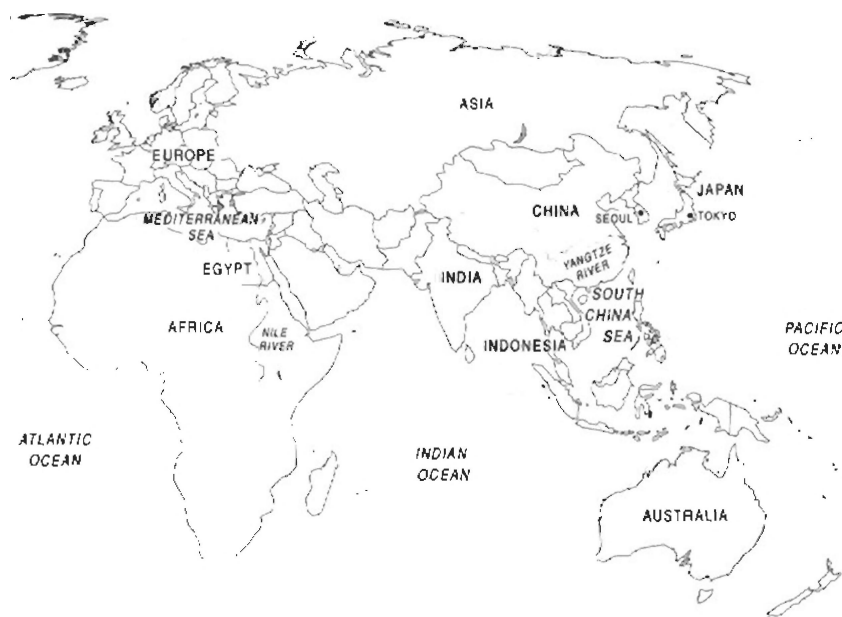 ASIA
EUROPE
JAPAN
CHINA
SEOUL
TOKYO
MEDITERRANEAN
SEA
YANGTZE
RIVER
EGYPT
INDIA
SOUTH
CHINA
SEA
AFRICA
NILE
RIVER
INDONESIA
PACIFIC
OCEAN
ATLANTIC
OCEAN
INDIAN
OCEAN
AUSTRALIA